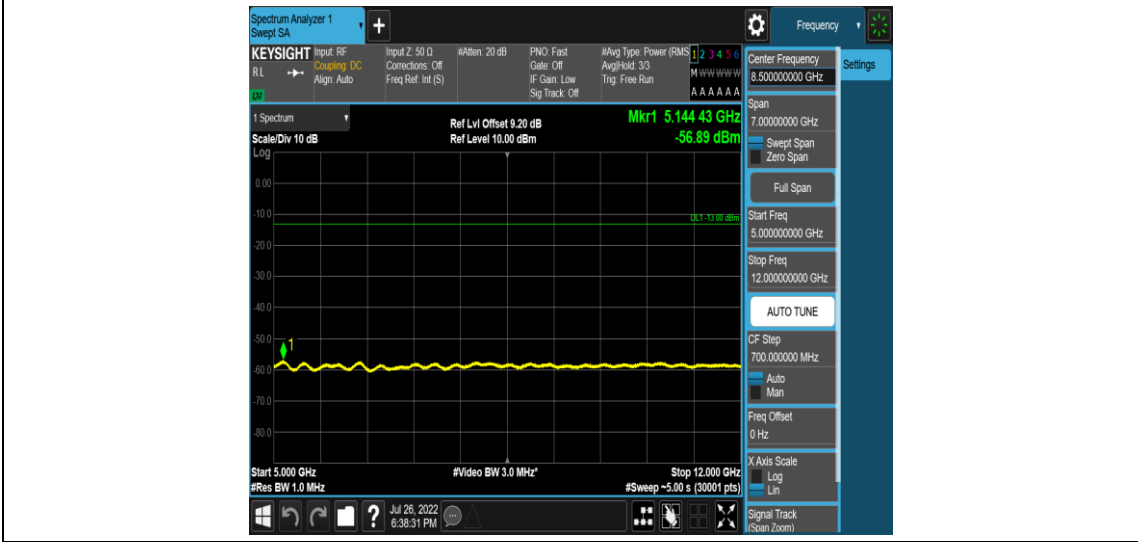 Spectrum Analyzer 1
Swept SA
+
Frequency
KEYSIGHT
RL
Input: RF
Coupling: DC
Align: Auto
Input Z: 50 Ω
Corrections: Off
Freq Ref: Int (S)
#Atten: 20 dB
PNO: Fast
Gate: Off
IF Gain: Low
Sig Track: Off
#Avg Type: Power (RMS
Avg|Hold: 3/3
Trig: Free Run
1 2 3 4 5 6
M W W W W W
A A A A A A
1 Spectrum
Scale/Div 10 dB
Log
Ref Lvl Offset 9.20 dB
Ref Level 10.00 dBm
Mkr1 5.144 43 GHz
-56.89 dBm
0.00
-10.0
DL1 -13.00 dBm
-20.0
-30.0
-40.0
-50.0
1
-60.0
-70.0
-80.0
Start 5.000 GHz
#Res BW 1.0 MHz
#Video BW 3.0 MHz*
Stop 12.000 GHz
#Sweep ~5.00 s (30001 pts)
?
Jul 26, 2022
6:38:31 PM
Center Frequency
8.500000000 GHz
Settings
Span
7.00000000 GHz
Swept Span
Zero Span
Full Span
Start Freq
5.000000000 GHz
Stop Freq
12.000000000 GHz
AUTO TUNE
CF Step
700.000000 MHz
Auto
Man
Freq Offset
0 Hz
X Axis Scale
Log
Lin
Signal Track
(Span Zoom)